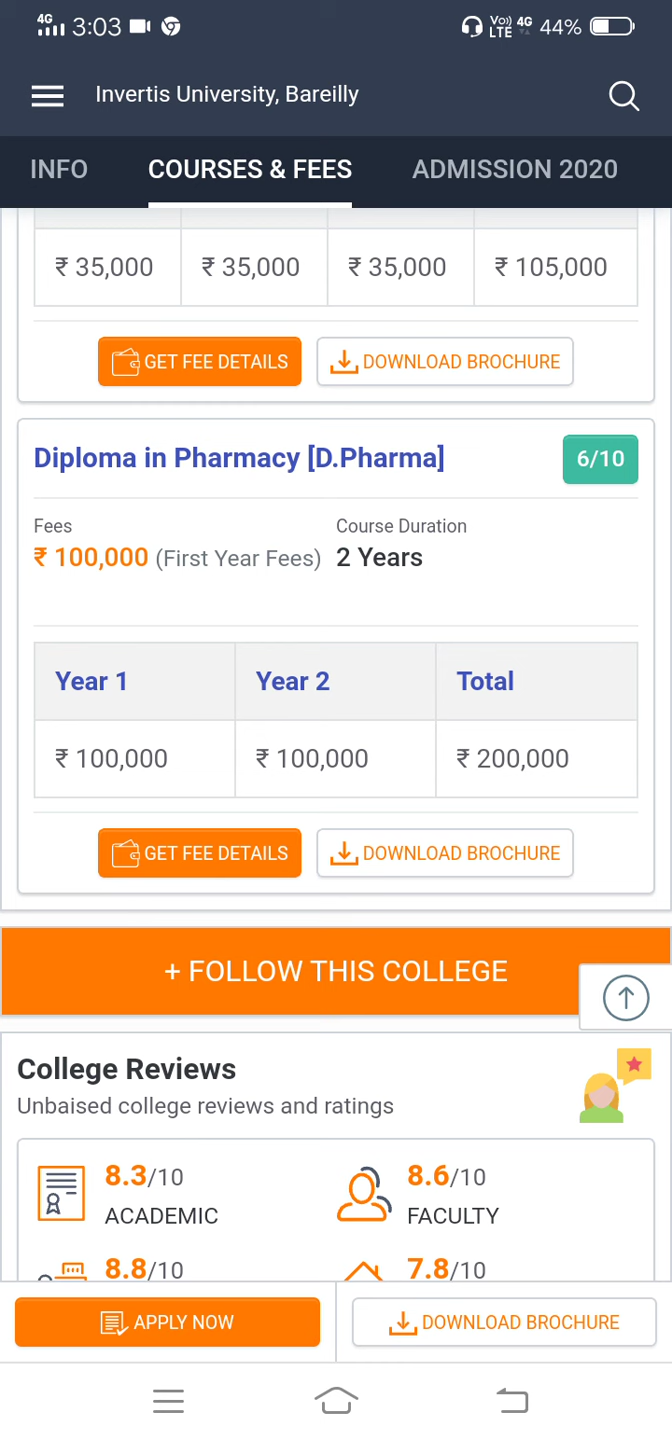 4G 3:03 Vo)) LTE 4G 44%
Invertis University, Bareilly
INFO COURSES & FEES ADMISSION 2020
₹ 35,000 ₹ 35,000 ₹ 35,000 ₹ 105,000
GET FEE DETAILS DOWNLOAD BROCHURE
Diploma in Pharmacy [D.Pharma] 6/10
Fees Course Duration
₹ 100,000 (First Year Fees) 2 Years
Year 1 Year 2 Total
₹ 100,000 ₹ 100,000 ₹ 200,000
GET FEE DETAILS DOWNLOAD BROCHURE
+ FOLLOW THIS COLLEGE
College Reviews
Unbaised college reviews and ratings
8.3/10 8.6/10
ACADEMIC FACULTY
8.8/10 7.8/10
APPLY NOW DOWNLOAD BROCHURE